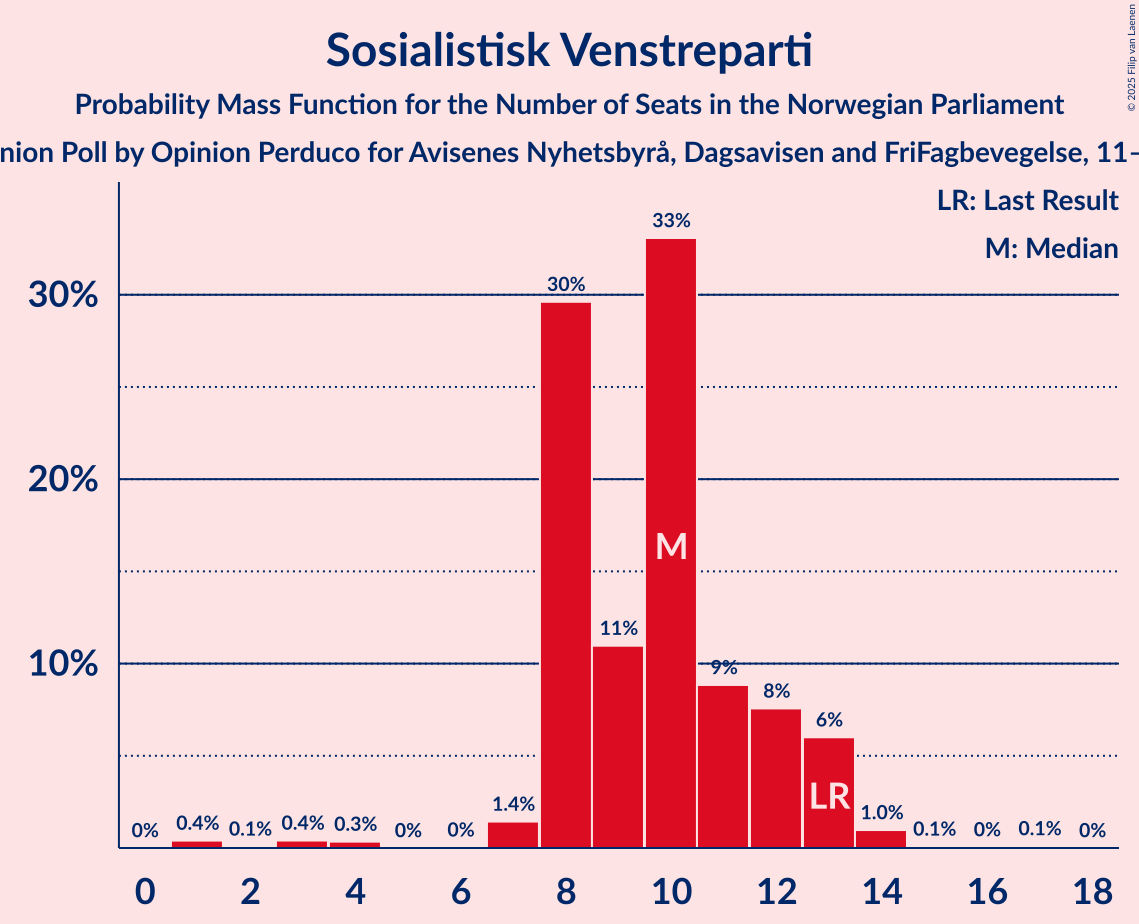 © 2025 Filip van Laenen
Sosialistisk Venstreparti
Probability Mass Function for the Number of Seats in the Norwegian Parliament
nion Poll by Opinion Perduco for Avisenes Nyhetsbyrå, Dagsavisen and FriFagbevegelse, 11–
LR: Last Result
M: Median
33%
30%
30%
20%
M
11%
10%
9%
8%
6%
LR
1.4%
1.0%
0%
0.4%
0.1%
0.4%
0.3%
0%
0%
0.1%
0%
0.1%
0%
0 2 4 6 8 10 12 14 16 18